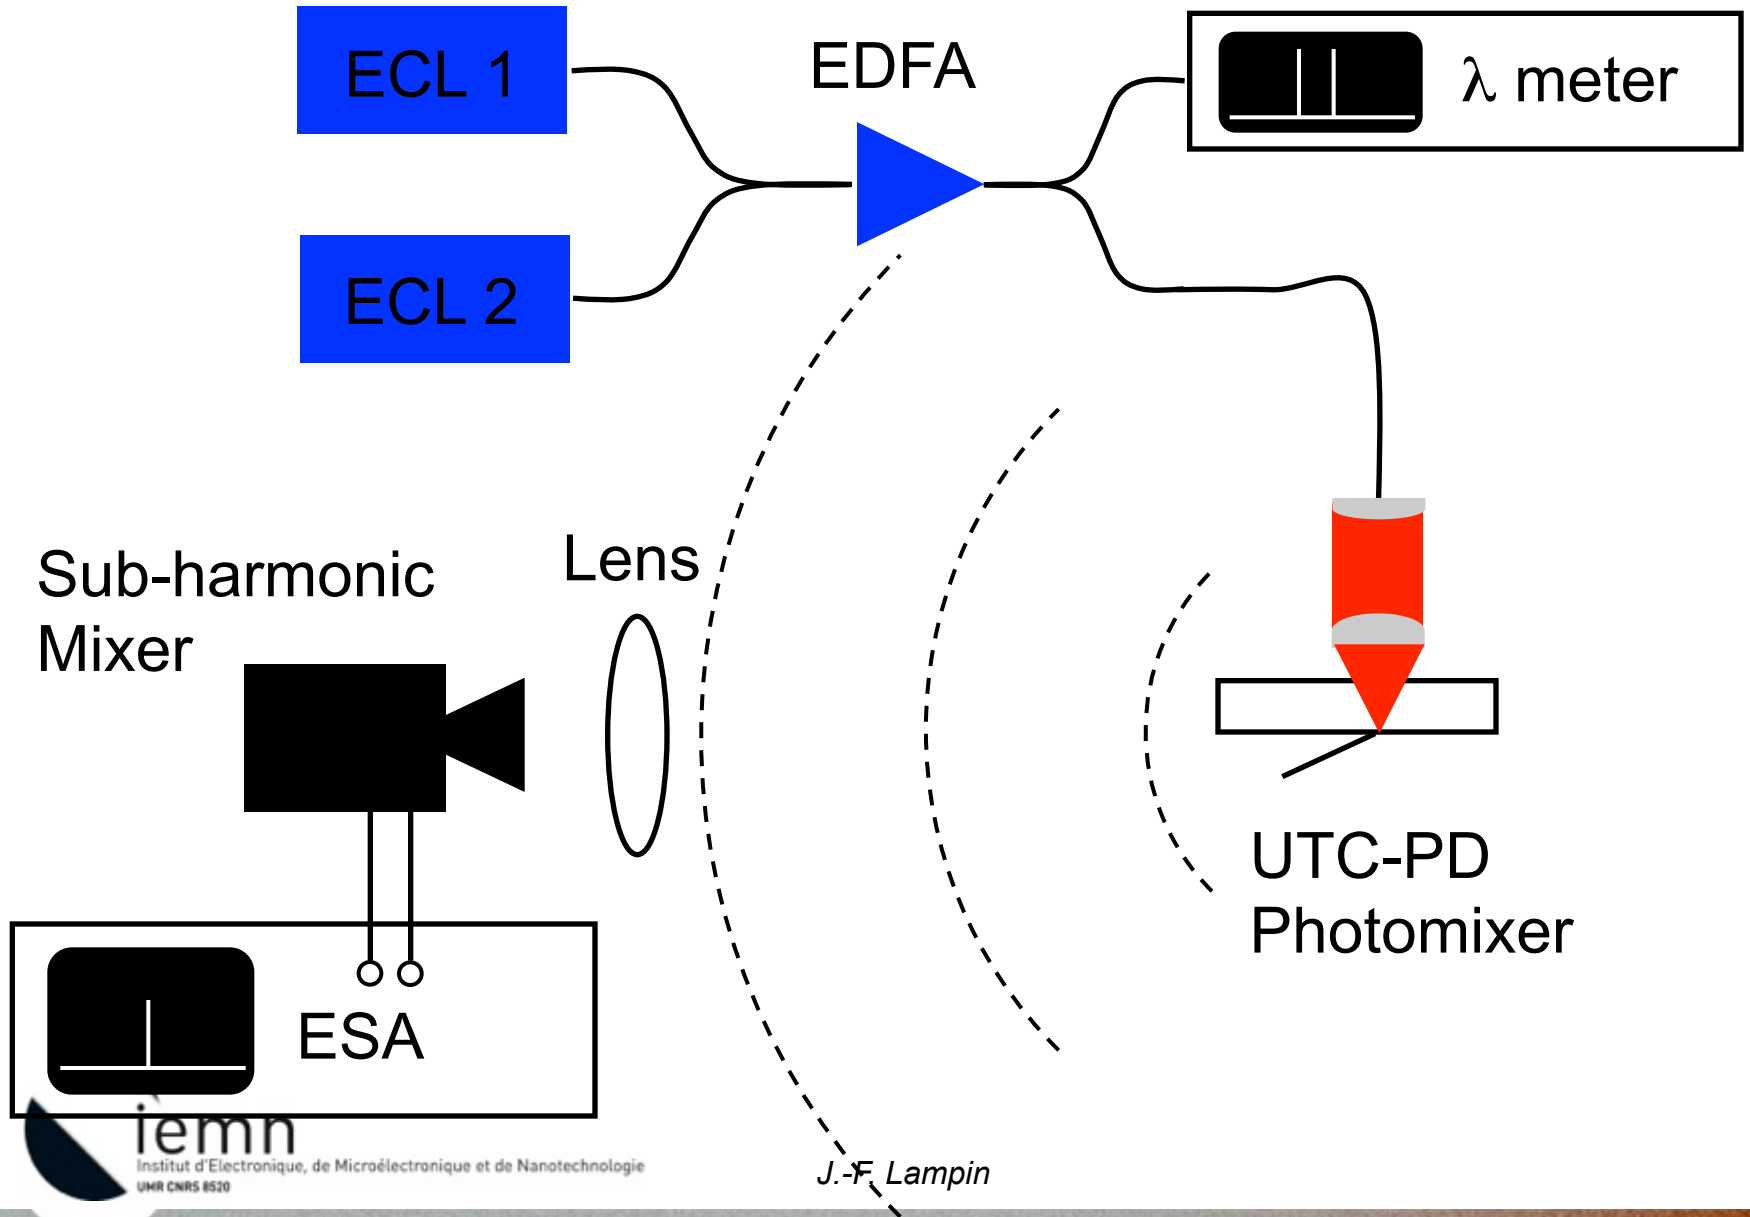 ECL 1
EDFA
λ meter
ECL 2
Sub-harmonic
Mixer
Lens
UTC-PD
Photomixer
ESA
iemn
Institut d'Electronique, de Microélectronique et de Nanotechnologie
UMR CNRS 8520
J.-F. Lampin